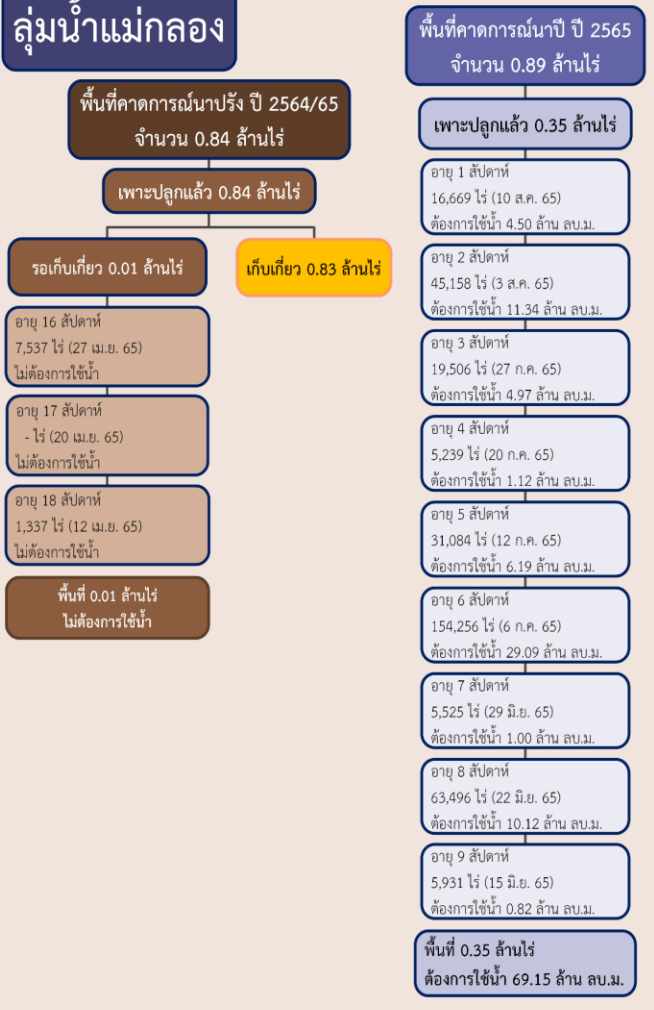 ลุ่มน้ำแม่กลอง
พื้นที่คาดการณ์นาปรัง ปี 2564/65
จำนวน 0.84 ล้านไร่
เพาะปลูกแล้ว 0.84 ล้านไร่
รอเก็บเกี่ยว 0.01 ล้านไร่
เก็บเกี่ยว 0.83 ล้านไร่
อายุ 16 สัปดาห์
7,537 ไร่ (27 เม.ย. 65)
ไม่ต้องการใช้น้ำ
อายุ 17 สัปดาห์
- ไร่ (20 เม.ย. 65)
ไม่ต้องการใช้น้ำ
อายุ 18 สัปดาห์
1,337 ไร่ (12 เม.ย. 65)
ไม่ต้องการใช้น้ำ
พื้นที่ 0.01 ล้านไร่
ไม่ต้องการใช้น้ำ
พื้นที่คาดการณ์นาปี ปี 2565
จำนวน 0.89 ล้านไร่
เพาะปลูกแล้ว 0.35 ล้านไร่
อายุ 1 สัปดาห์
16,669 ไร่ (10 ส.ค. 65)
ต้องการใช้น้ำ 4.50 ล้าน ลบ.ม.
อายุ 2 สัปดาห์
45,158 ไร่ (3 ส.ค. 65)
ต้องการใช้น้ำ 11.34 ล้าน ลบ.ม.
อายุ 3 สัปดาห์
19,506 ไร่ (27 ก.ค. 65)
ต้องการใช้น้ำ 4.97 ล้าน ลบ.ม.
อายุ 4 สัปดาห์
5,239 ไร่ (20 ก.ค. 65)
ต้องการใช้น้ำ 1.12 ล้าน ลบ.ม.
อายุ 5 สัปดาห์
31,084 ไร่ (12 ก.ค. 65)
ต้องการใช้น้ำ 6.19 ล้าน ลบ.ม.
อายุ 6 สัปดาห์
154,256 ไร่ (6 ก.ค. 65)
ต้องการใช้น้ำ 29.09 ล้าน ลบ.ม.
อายุ 7 สัปดาห์
5,525 ไร่ (29 มิ.ย. 65)
ต้องการใช้น้ำ 1.00 ล้าน ลบ.ม.
อายุ 8 สัปดาห์
63,496 ไร่ (22 มิ.ย. 65)
ต้องการใช้น้ำ 10.12 ล้าน ลบ.ม.
อายุ 9 สัปดาห์
5,931 ไร่ (15 มิ.ย. 65)
ต้องการใช้น้ำ 0.82 ล้าน ลบ.ม.
พื้นที่ 0.35 ล้านไร่
ต้องการใช้น้ำ 69.15 ล้าน ลบ.ม.